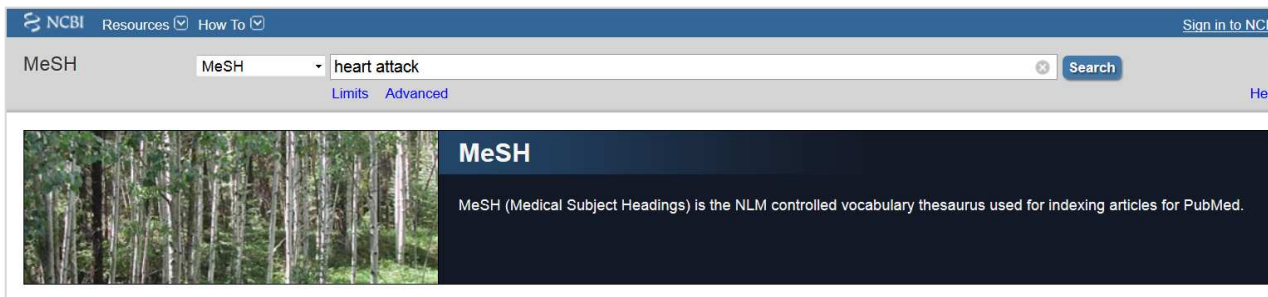 NCBI Resources How To Sign in to NCI
MeSH MeSH heart attack Search
Limits Advanced He
MeSH
MeSH (Medical Subject Headings) is the NLM controlled vocabulary thesaurus used for indexing articles for PubMed.